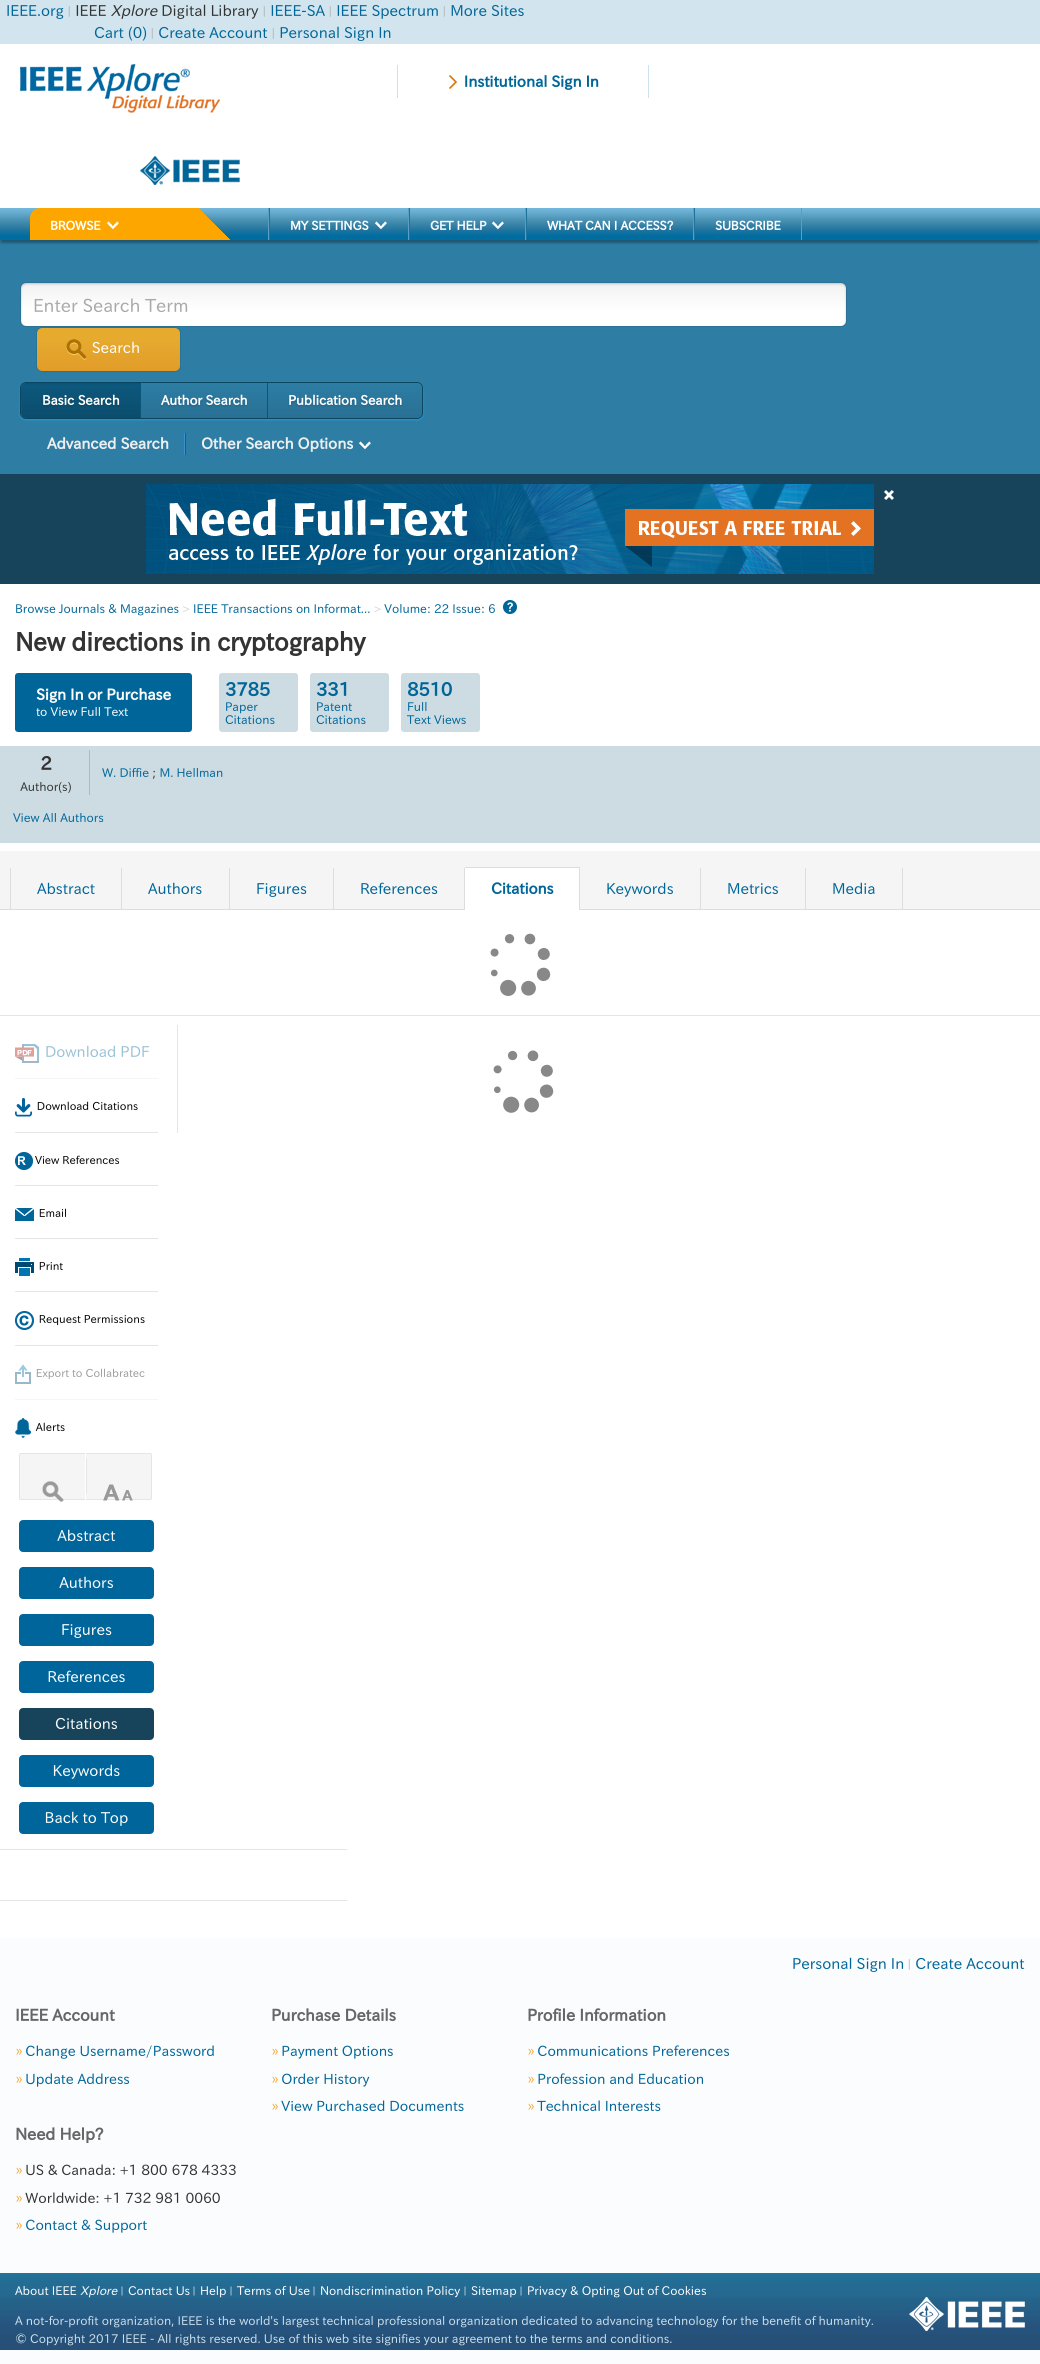 IEEE.org | IEEE Xplore Digital Library | IEEE-SA | IEEE Spectrum | More Sites
Cart (0) | Create Account | Personal Sign In
IEEE Xplore®
Digital Library
Institutional Sign In
IEEE
BROWSE
MY SETTINGS
GET HELP
WHAT CAN I ACCESS?
SUBSCRIBE
Enter Search Term
Search
Basic Search
Author Search
Publication Search
Advanced Search
Other Search Options
Need Full-Text
access to IEEE Xplore for your organization?
REQUEST A FREE TRIAL
Browse Journals & Magazines > IEEE Transactions on Informat... > Volume: 22 Issue: 6 ?
New directions in cryptography
Sign In or Purchase
to View Full Text
3785
Paper
Citations
331
Patent
Citations
8510
Full
Text Views
2
Author(s)
W. Diffie ; M. Hellman
View All Authors
Abstract
Authors
Figures
References
Citations
Keywords
Metrics
Media
PDF Download PDF
Download Citations
R View References
Email
Print
© Request Permissions
Export to Collabratec
Alerts
A A
Abstract
Authors
Figures
References
Citations
Keywords
Back to Top
Personal Sign In | Create Account
IEEE Account
» Change Username/Password
» Update Address
Purchase Details
» Payment Options
» Order History
» View Purchased Documents
Profile Information
» Communications Preferences
» Profession and Education
» Technical Interests
Need Help?
» US & Canada: +1 800 678 4333
» Worldwide: +1 732 981 0060
» Contact & Support
About IEEE Xplore | Contact Us | Help | Terms of Use | Nondiscrimination Policy | Sitemap | Privacy & Opting Out of Cookies
A not-for-profit organization, IEEE is the world's largest technical professional organization dedicated to advancing technology for the benefit of humanity.
© Copyright 2017 IEEE - All rights reserved. Use of this web site signifies your agreement to the terms and conditions.
IEEE